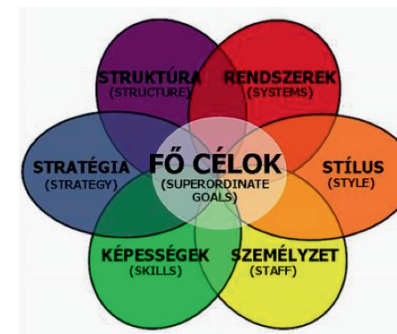 STRUKTÚRA
(STRUCTURE)
RENDSZEREK
(SYSTEMS)
STRATÉGIA
(STRATEGY)
FŐ CÉLOK
(SUPERORDINATE
GOALS)
STÍLUS
(STYLE)
KÉPESSÉGEK
(SKILLS)
SZEMÉLYZET
(STAFF)